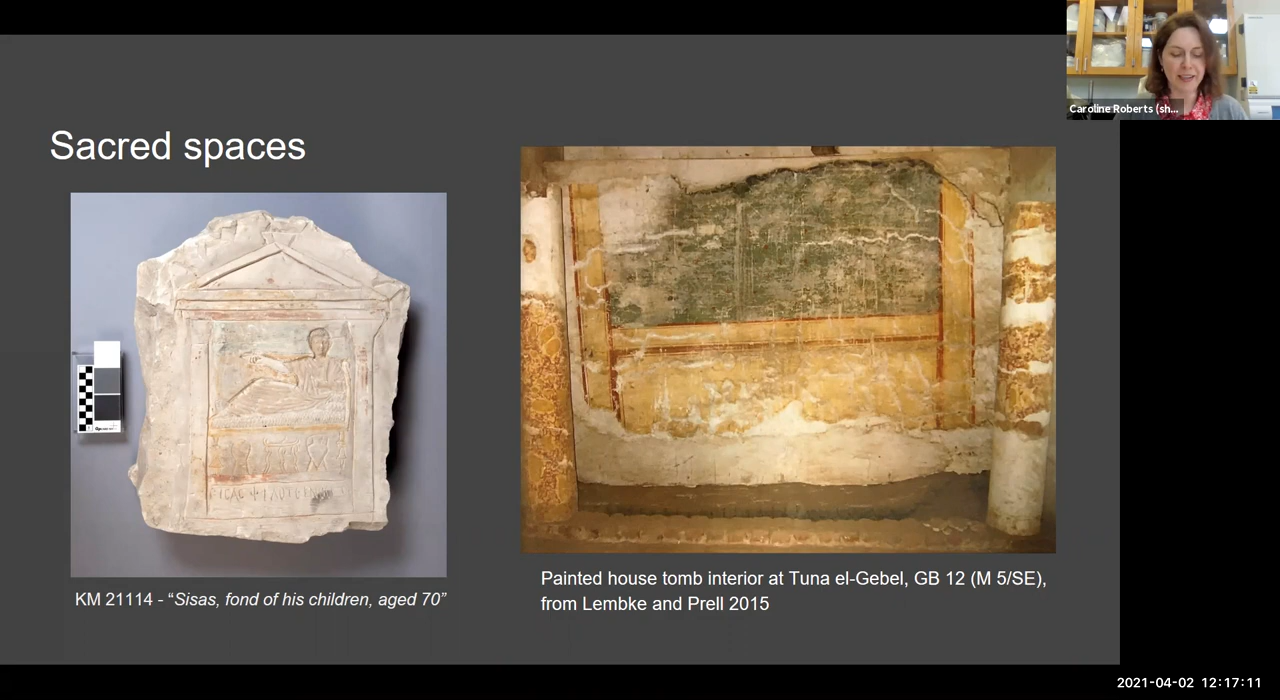 Caroline Roberts (sh...
Sacred spaces
KM 21114 - “Sisas, fond of his children, aged 70”
Painted house tomb interior at Tuna el-Gebel, GB 12 (M 5/SE),
from Lembke and Prell 2015
2021-04-02 12:17:11